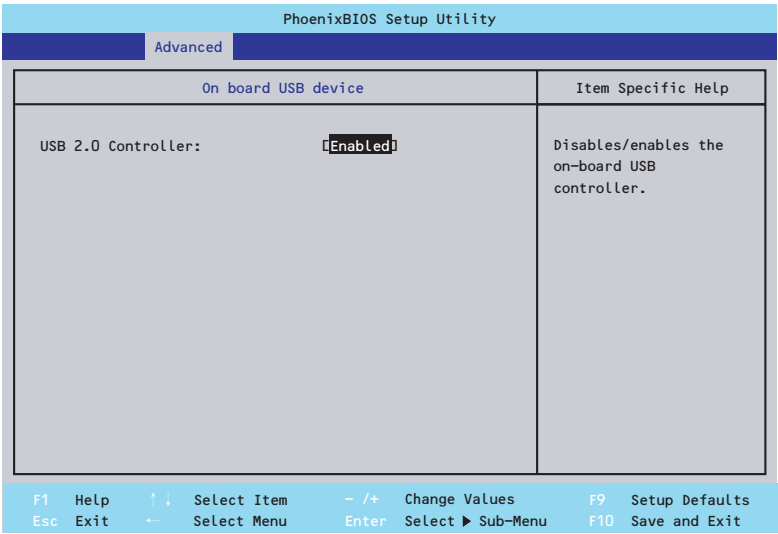 PhoenixBIOS Setup Utility
Advanced
On board USB device
Item Specific Help
USB 2.0 Controller: [Enabled]
Disables/enables the
on-board USB
controller.
F1 Help ↑↓ Select Item - /+ Change Values F9 Setup Defaults
Esc Exit ← Select Menu Enter Select ▶ Sub-Menu F10 Save and Exit